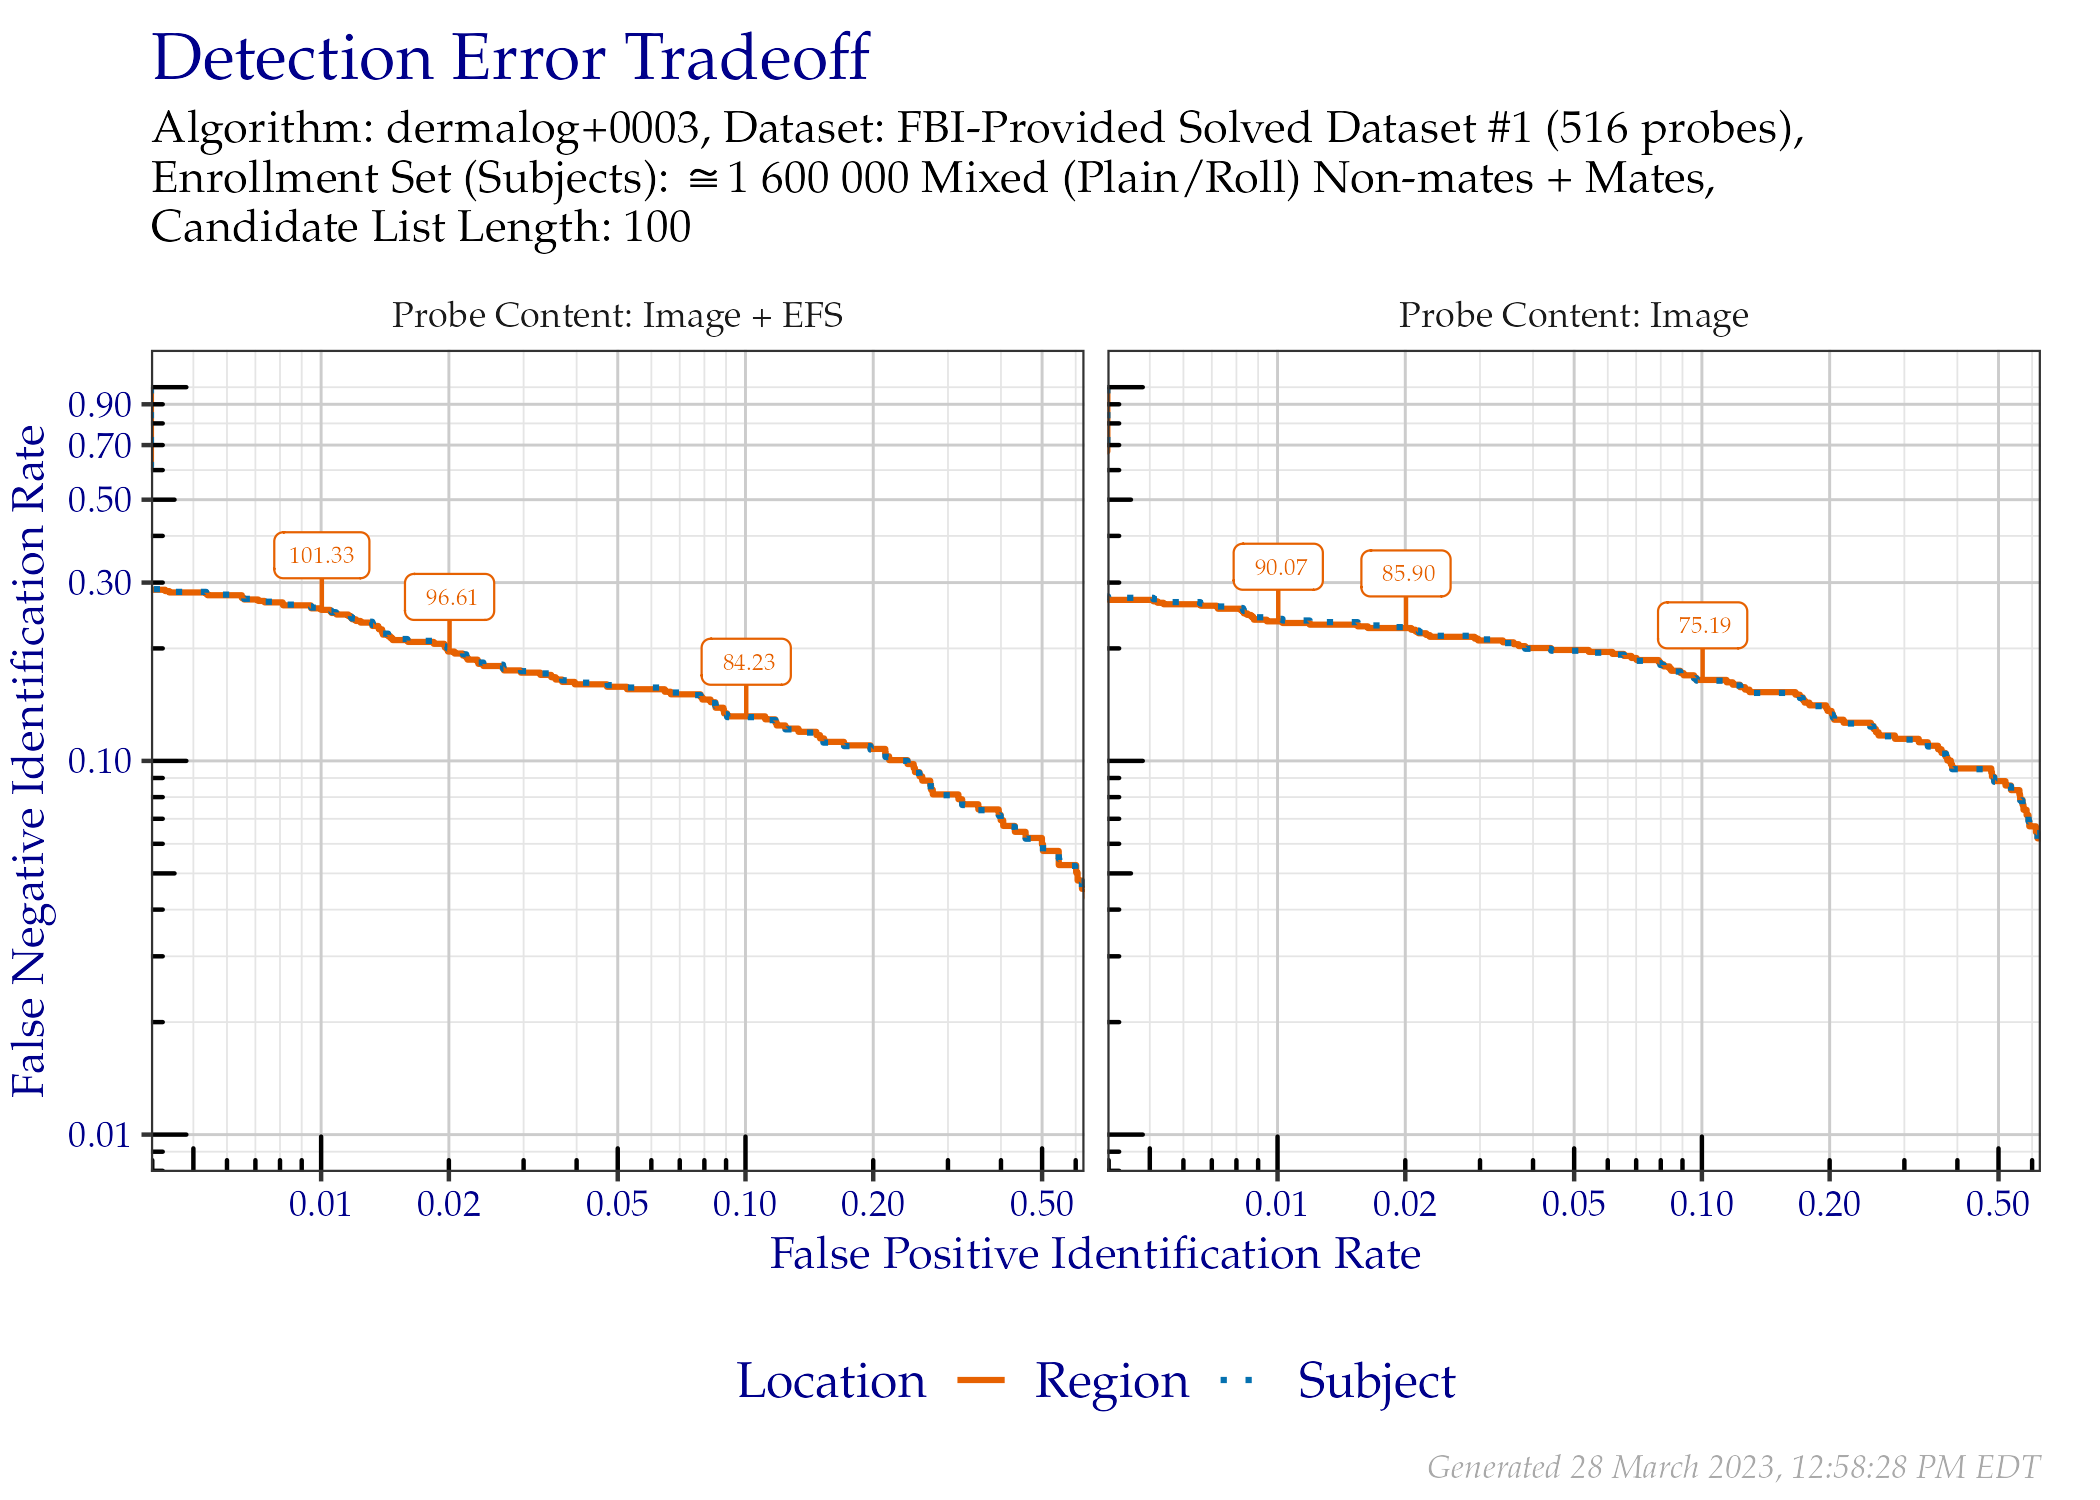 Detection Error Tradeoff
Algorithm: dermalog+0003, Dataset: FBI-Provided Solved Dataset #1 (516 probes),
Enrollment Set (Subjects): ≅ 1 600 000 Mixed (Plain/Roll) Non-mates + Mates,
Candidate List Length: 100
Probe Content: Image + EFS
Probe Content: Image
False Negative Identification Rate
0.90
0.70
0.50
0.30
0.10
0.01
101.33
96.61
84.23
90.07
85.90
75.19
0.01 0.02 0.05 0.10 0.20 0.50
0.01 0.02 0.05 0.10 0.20 0.50
False Positive Identification Rate
Location Region Subject
Generated 28 March 2023, 12:58:28 PM EDT